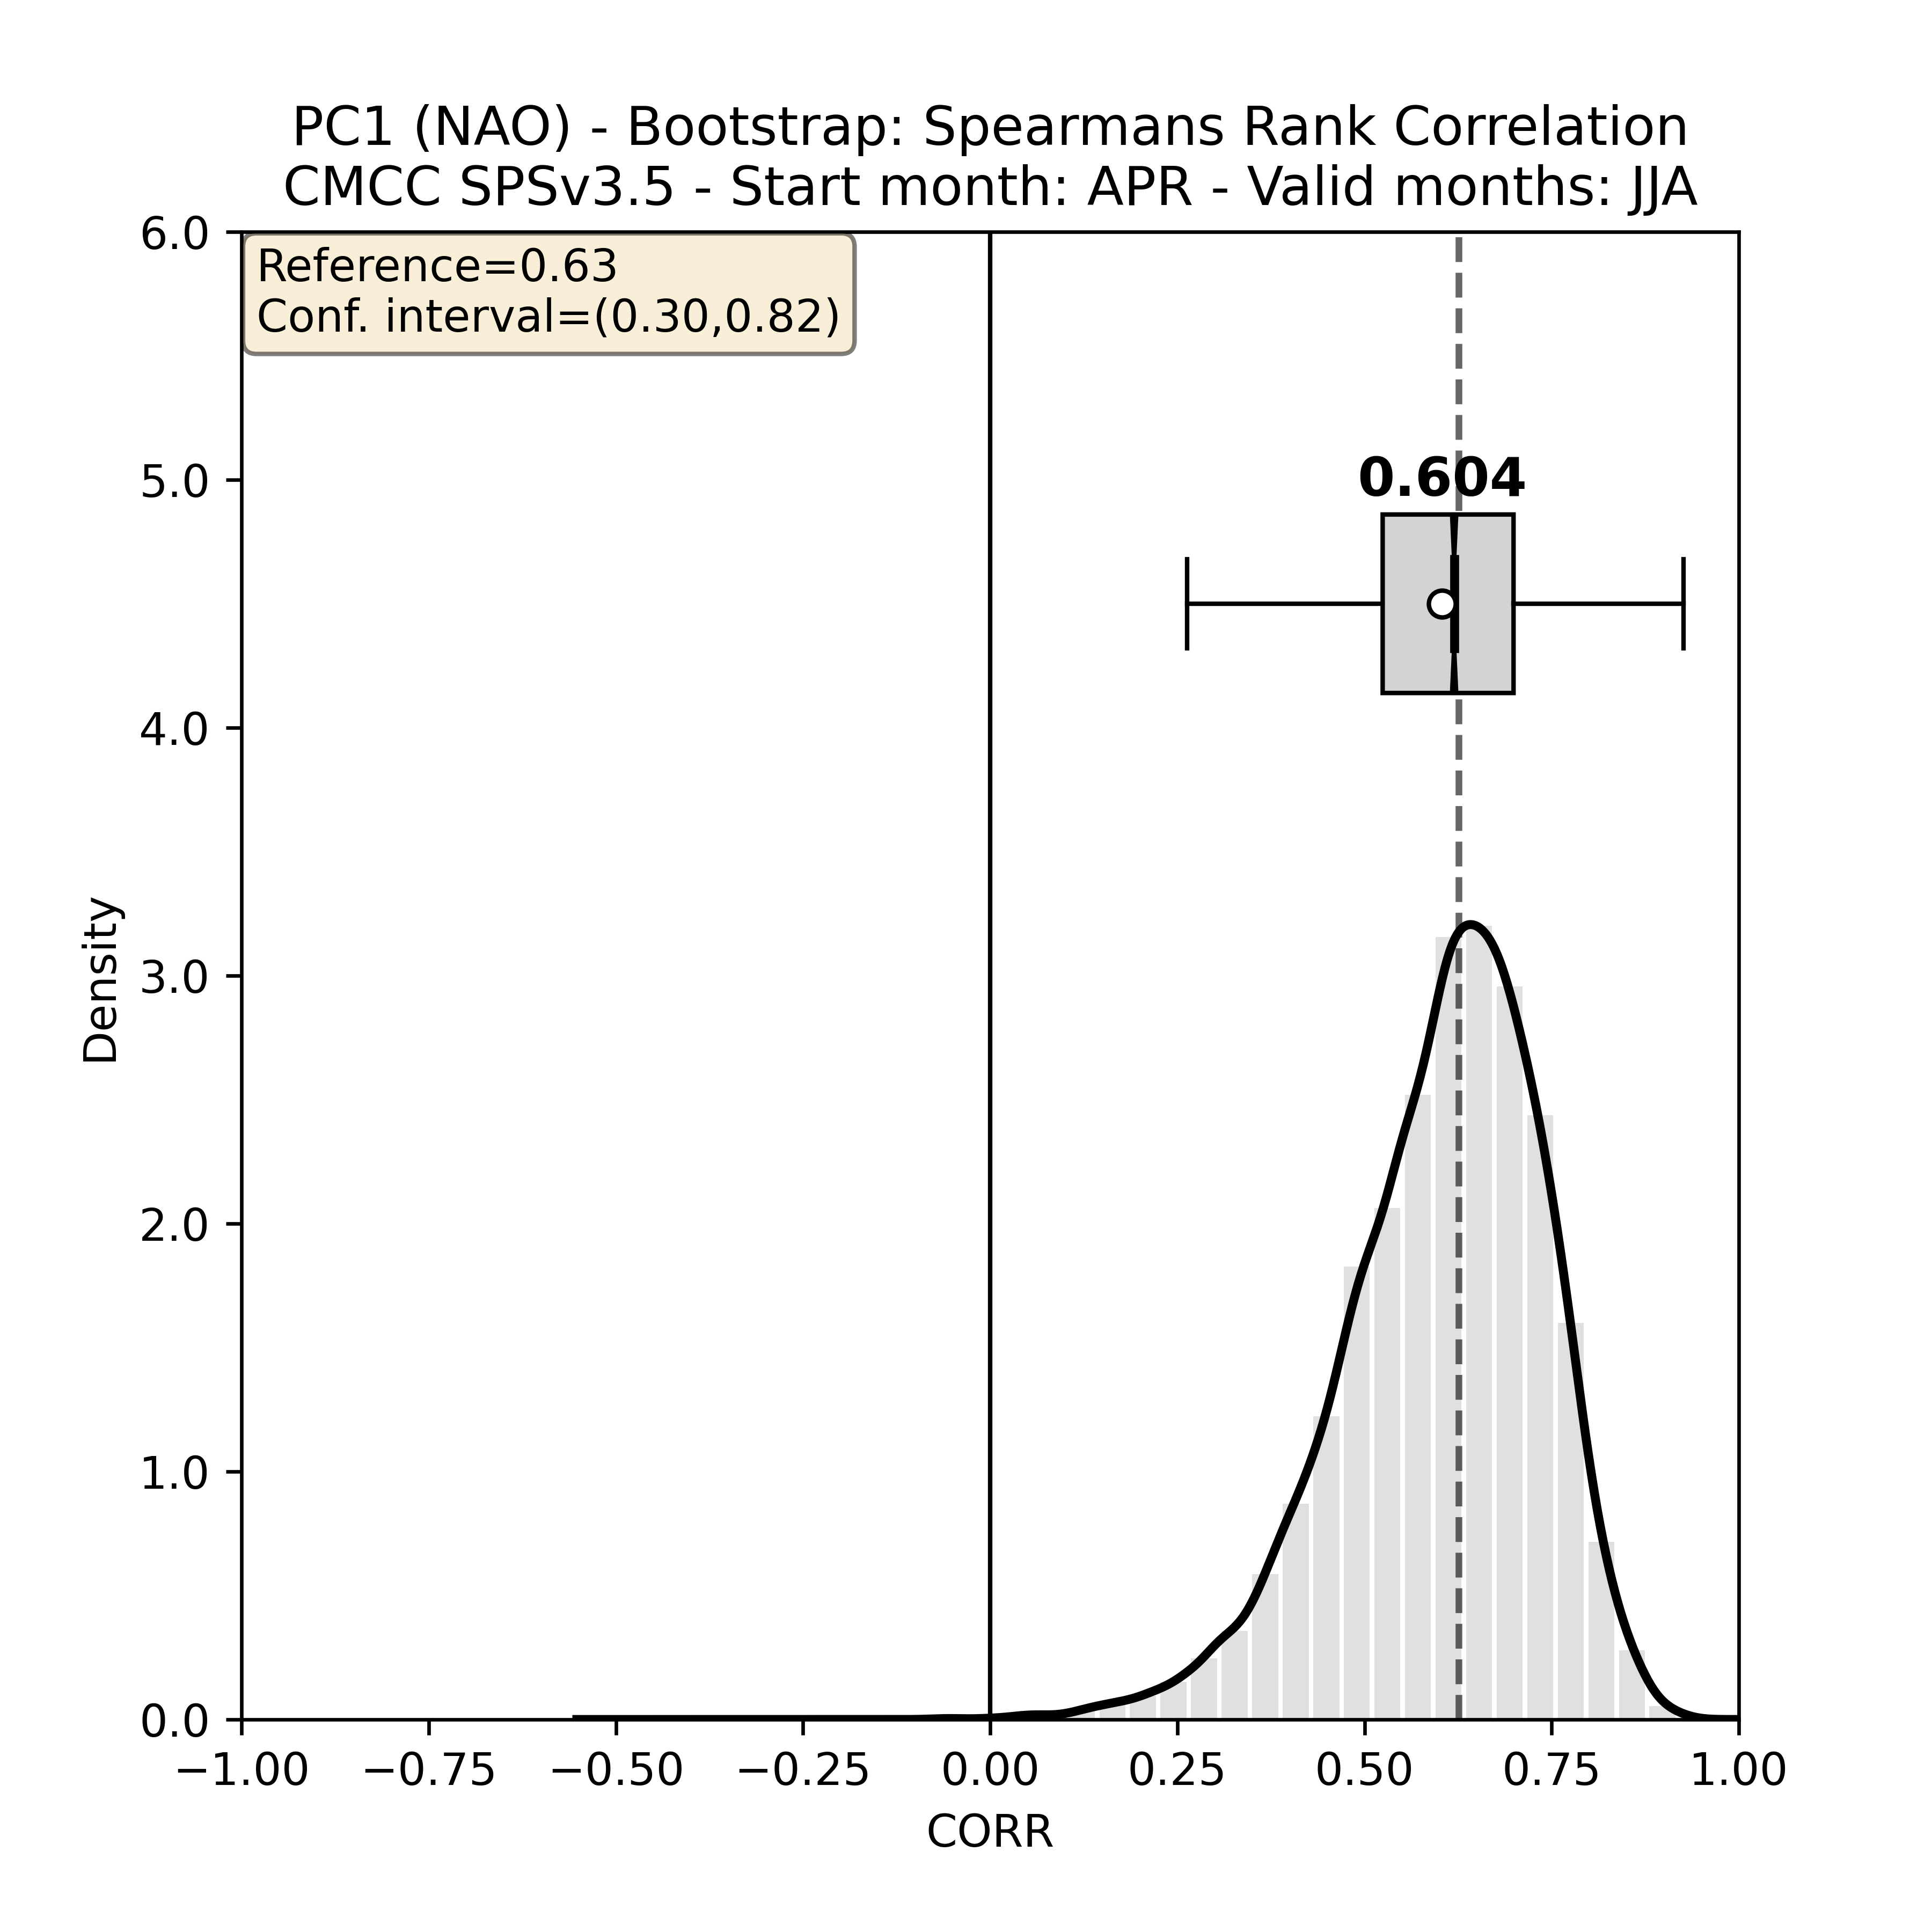 PC1 (NAO) - Bootstrap: Spearmans Rank Correlation
CMCC SPSv3.5 - Start month: APR - Valid months: JJA
6.0
Reference=0.63
Conf. interval=(0.30,0.82)
5.0
0.604
4.0
3.0
Density
2.0
1.0
0.0
−1.00 −0.75 −0.50 −0.25 0.00 0.25 0.50 0.75 1.00
CORR